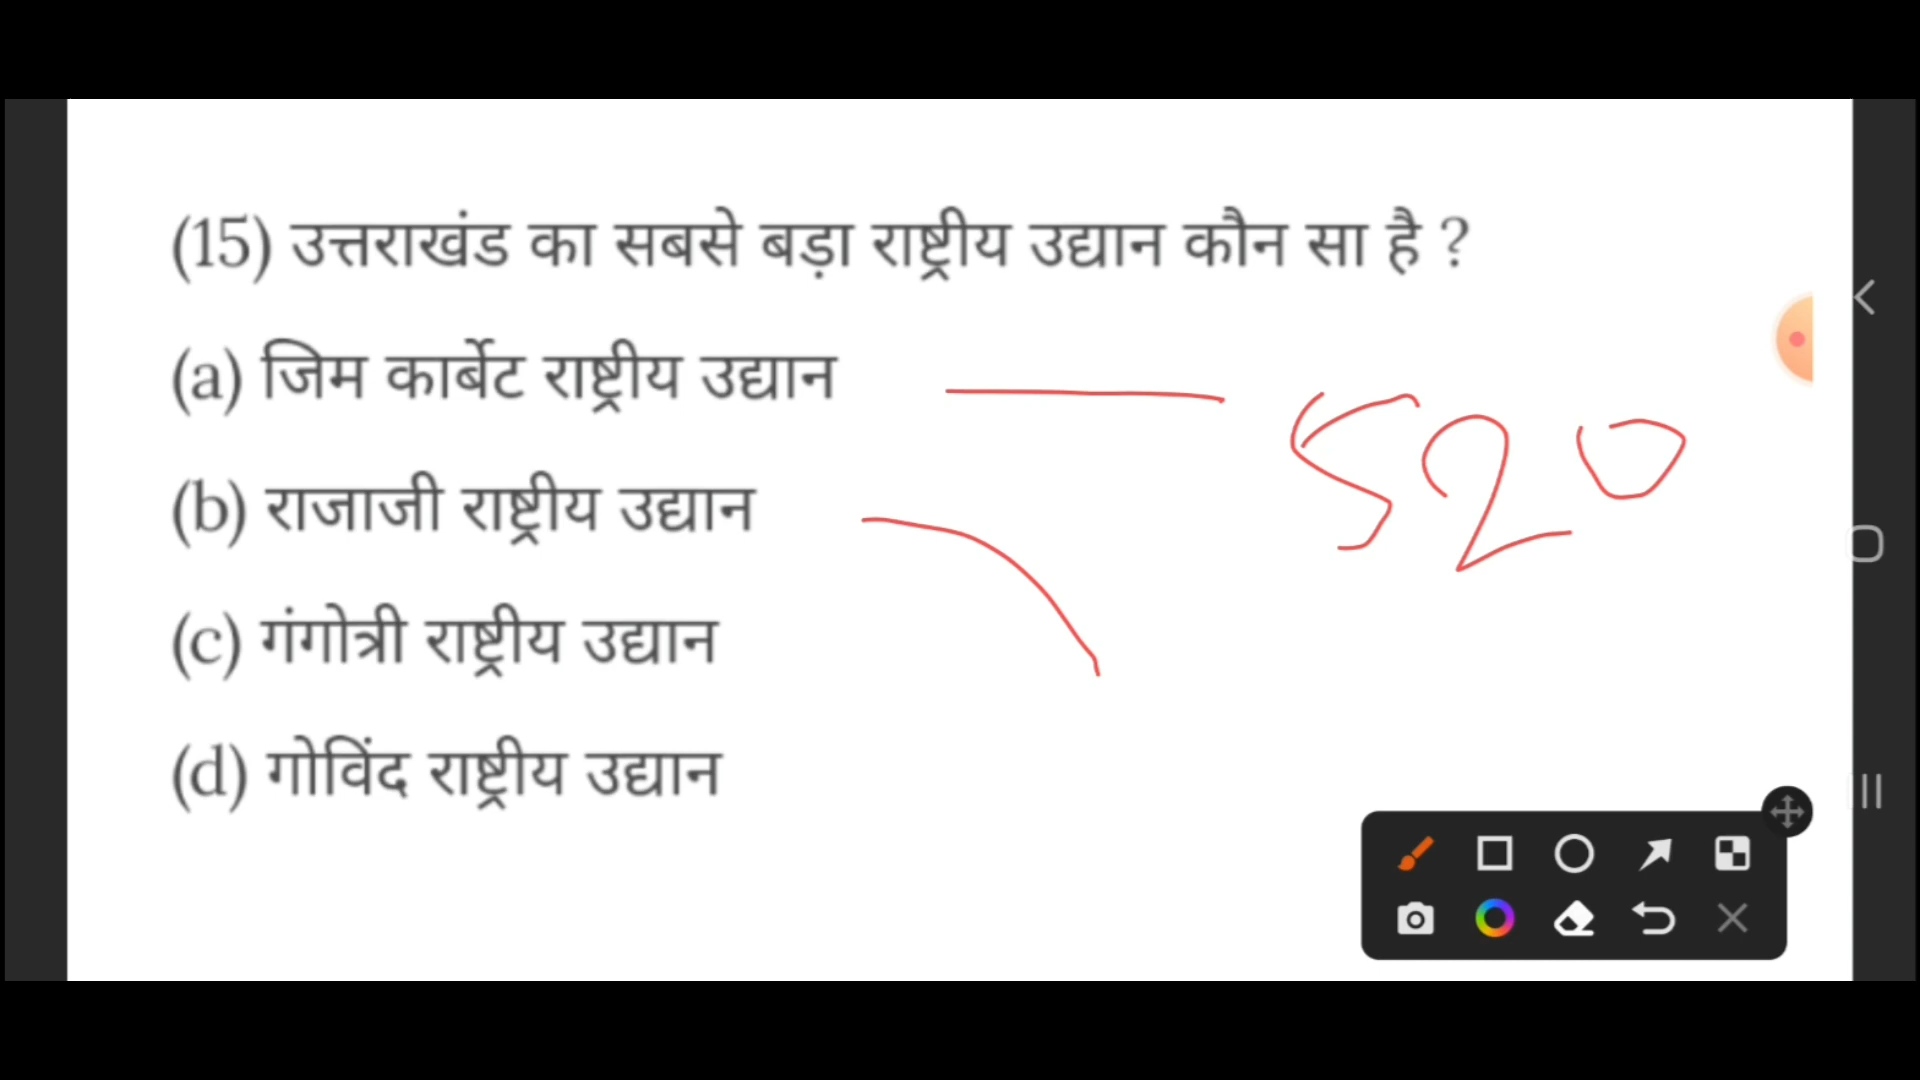 (15) उत्तराखंड का सबसे बड़ा राष्ट्रीय उद्यान कौन सा है ?
(a) जिम कार्बेट राष्ट्रीय उद्यान
520
(b) राजाजी राष्ट्रीय उद्यान
(c) गंगोत्री राष्ट्रीय उद्यान
(d) गोविंद राष्ट्रीय उद्यान